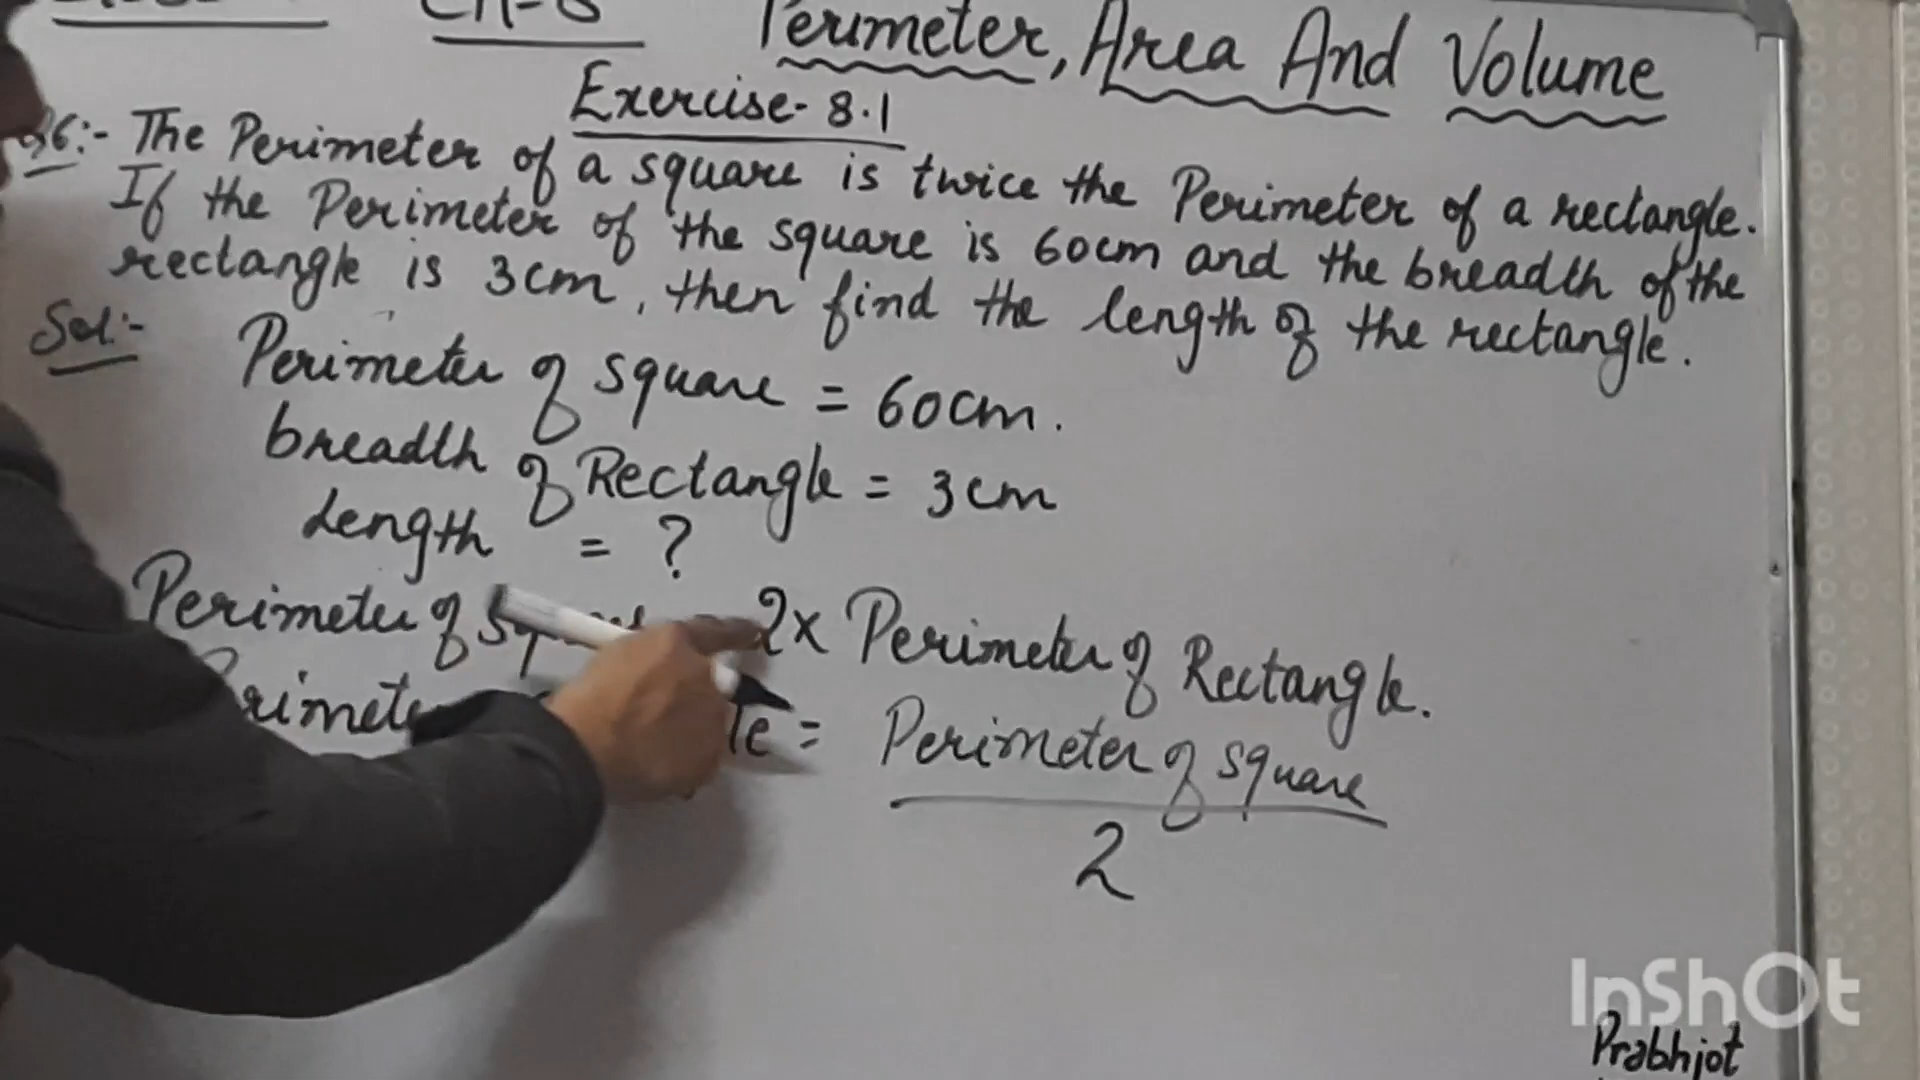 CH-8 Perimeter, Area And Volume
Exercise-8.1
Q6:- The Perimeter of a square is twice the Perimeter of a rectangle.
If the Perimeter of the square is 60cm and the breadth of the
rectangle is 3cm, then find the length of the rectangle.
Sol:-
Perimeter of square = 60cm.
breadth of Rectangle = 3cm
Length = ?
Perimeter of 2x Perimeter of Rectangle.
= Perimeter of square
2
InShOt
Prabhjot